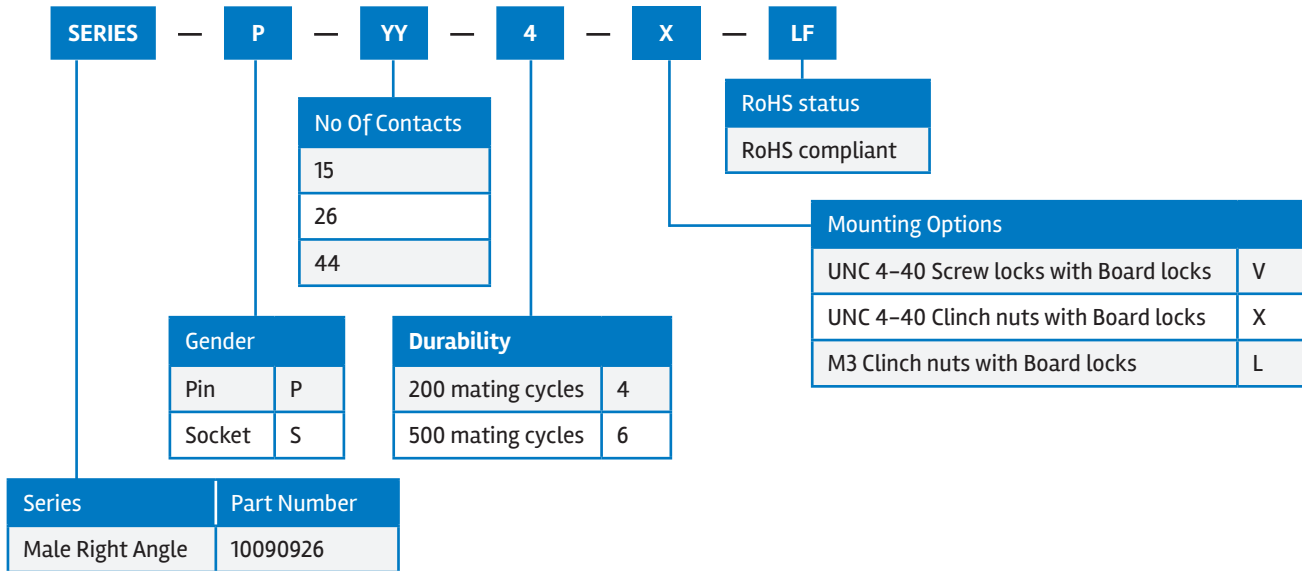 SERIES — P — YY — 4 — X — LF
RoHS status
RoHS compliant
No Of Contacts
15
26
44
Mounting Options
UNC 4-40 Screw locks with Board locks V
UNC 4-40 Clinch nuts with Board locks X
M3 Clinch nuts with Board locks L
Gender
Pin P
Socket S
Durability
200 mating cycles 4
500 mating cycles 6
Series Part Number
Male Right Angle 10090926